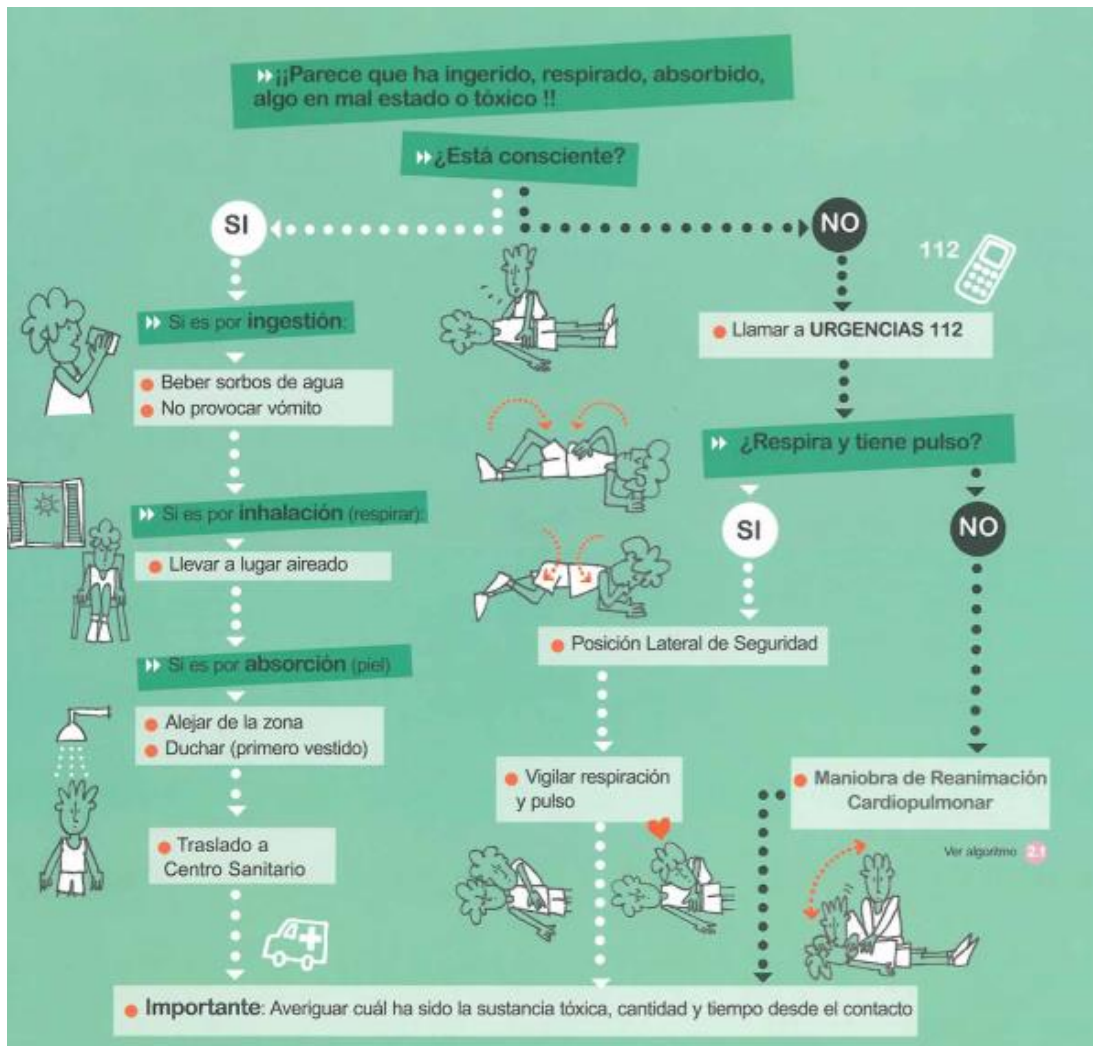 ¡¡Parece que ha ingerido, respirado, absorbido,
algo en mal estado o tóxico !!
¿Está consciente?
SI
NO
112
Si es por ingestión:
Beber sorbos de agua
No provocar vómito
Si es por inhalación (respirar):
Llevar a lugar aireado
Si es por absorción (piel)
Alejar de la zona
Duchar (primero vestido)
Traslado a
Centro Sanitario
Llamar a URGENCIAS 112
¿Respira y tiene pulso?
SI
NO
Posición Lateral de Seguridad
Vigilar respiración
y pulso
Maniobra de Reanimación
Cardiopulmonar
Ver algoritmo 2.1
Importante: Averiguar cuál ha sido la sustancia tóxica, cantidad y tiempo desde el contacto